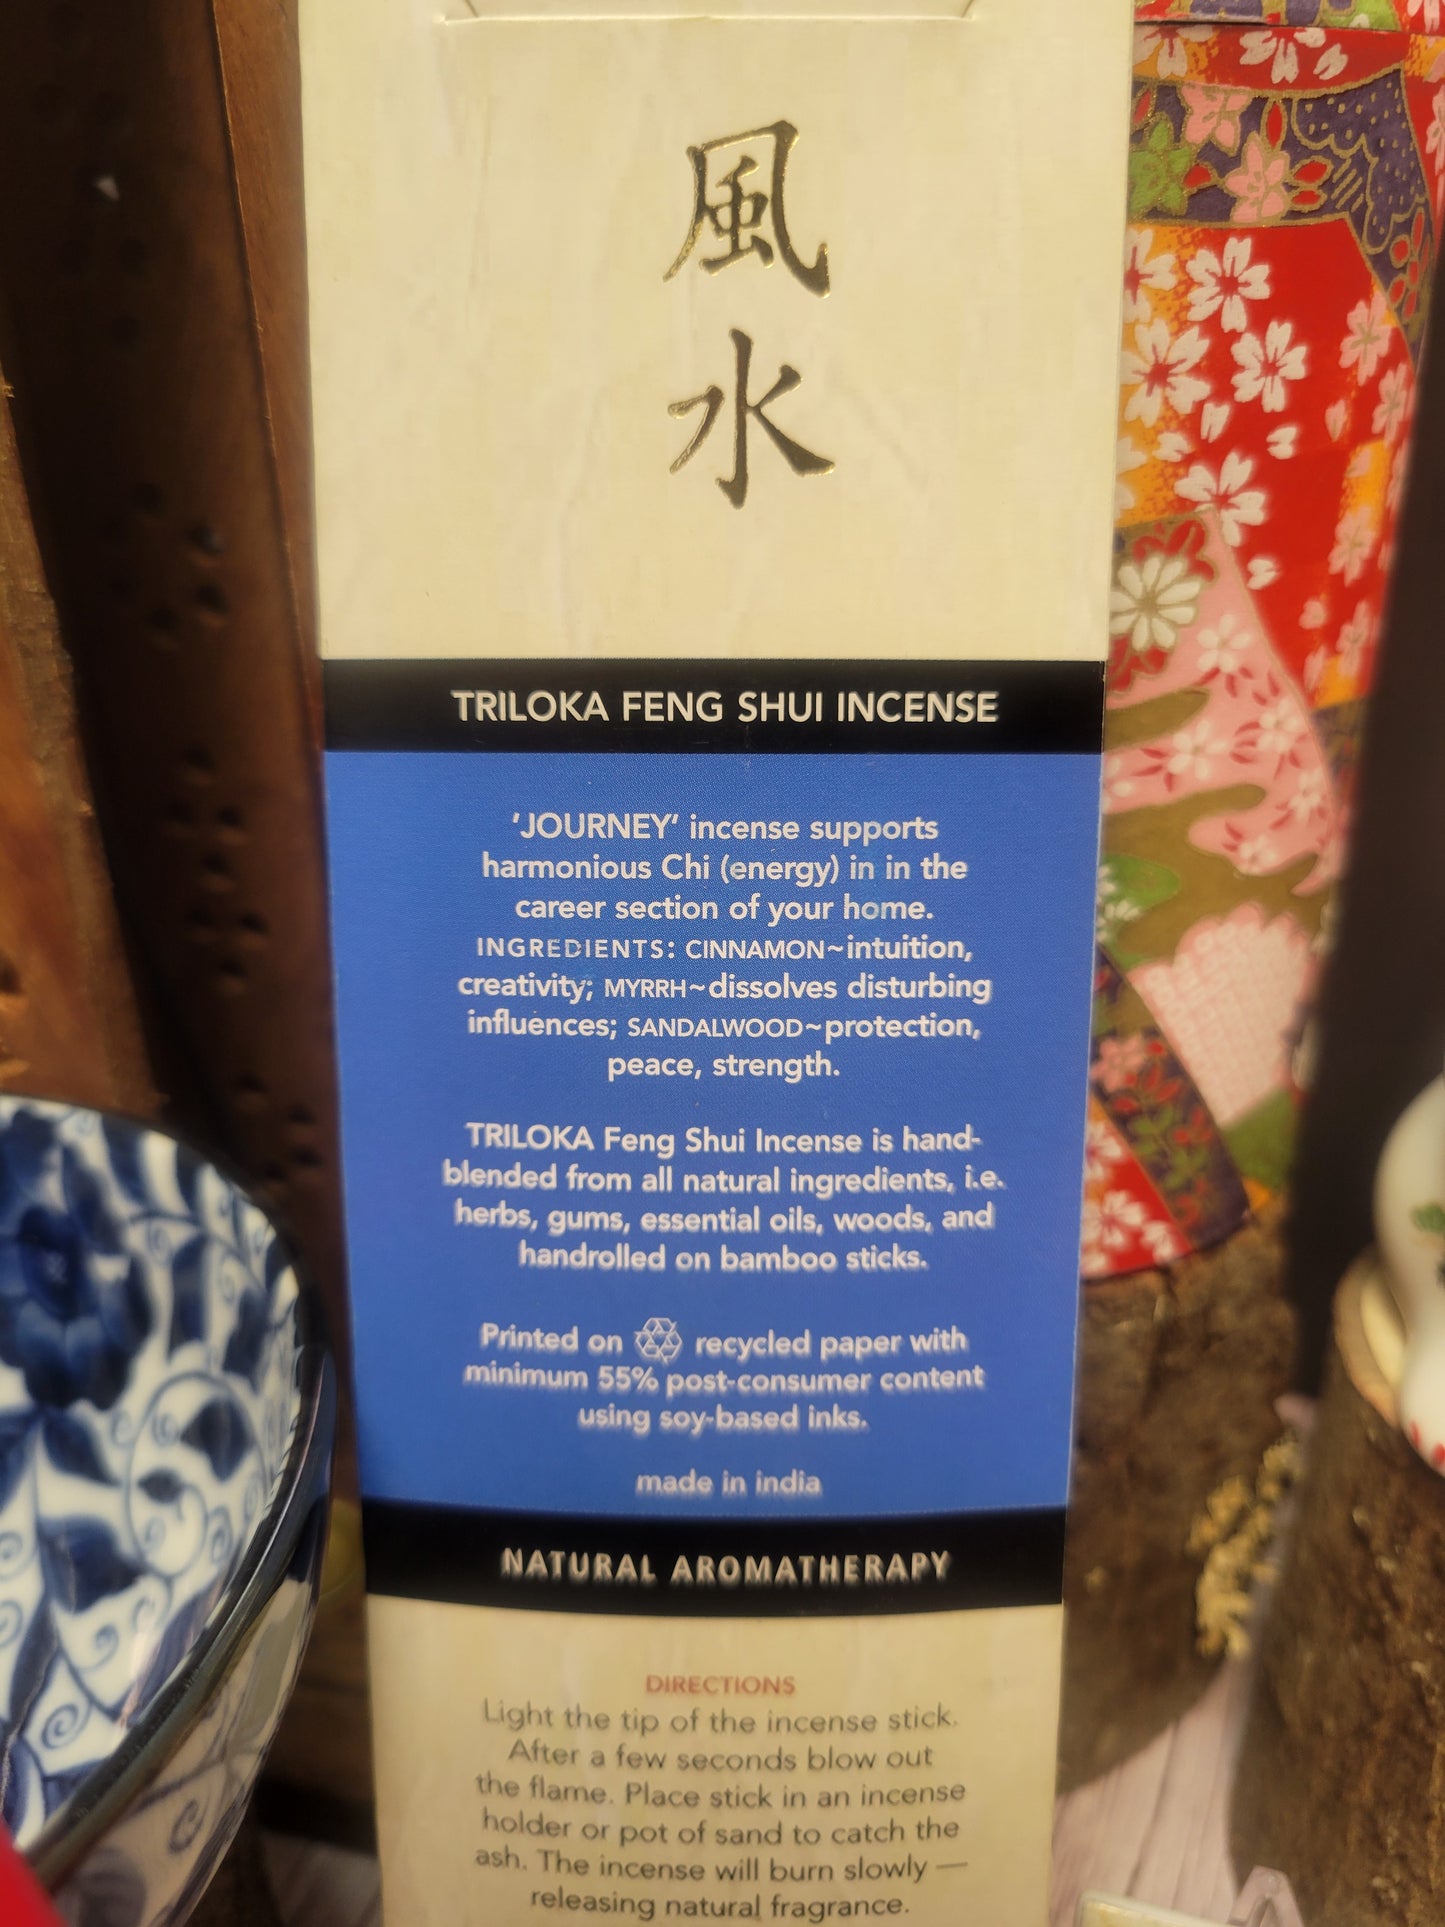 風
水
TRILOKA FENG SHUI INCENSE
'JOURNEY' incense supports
harmonious Chi (energy) in in the
career section of your home.
INGREDIENTS: CINNAMON~intuition,
creativity; MYRRH~dissolves disturbing
influences; SANDALWOOD~protection,
peace, strength.
TRILOKA Feng Shui Incense is hand-
blended from all natural ingredients, i.e.
herbs, gums, essential oils, woods, and
handrolled on bamboo sticks.
Printed on recycled paper with
minimum 55% post-consumer content
using soy-based inks.
made in india
NATURAL AROMATHERAPY
DIRECTIONS
Light the tip of the incense stick.
After a few seconds blow out
the flame. Place stick in an incense
holder or pot of sand to catch the
ash. The incense will burn slowly —
releasing natural fragrance.